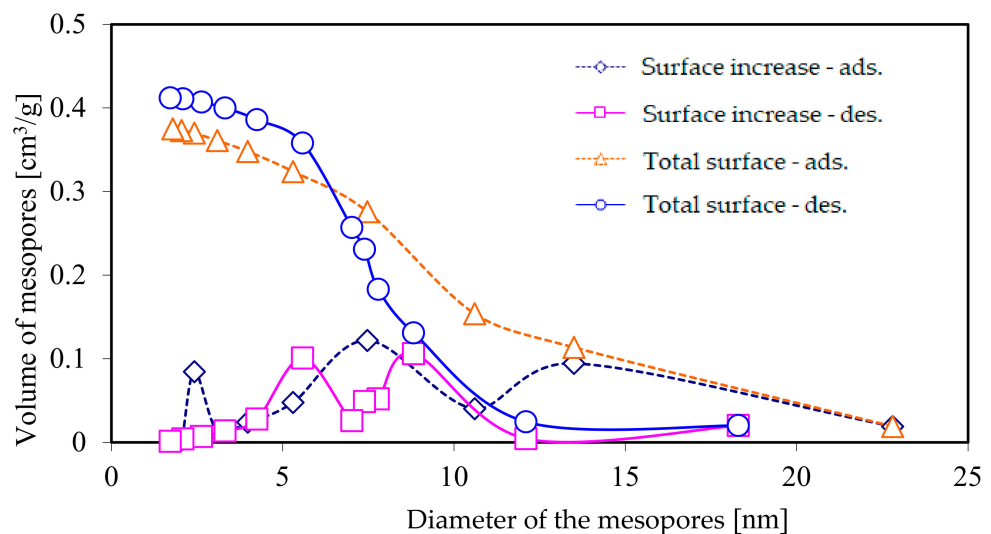 0.5
0.4
0.3
0.2
0.1
0
Volume of mesopores [cm³/g]
Surface increase - ads.
Surface increase - des.
Total surface - ads.
Total surface - des.
0 5 10 15 20 25
Diameter of the mesopores [nm]